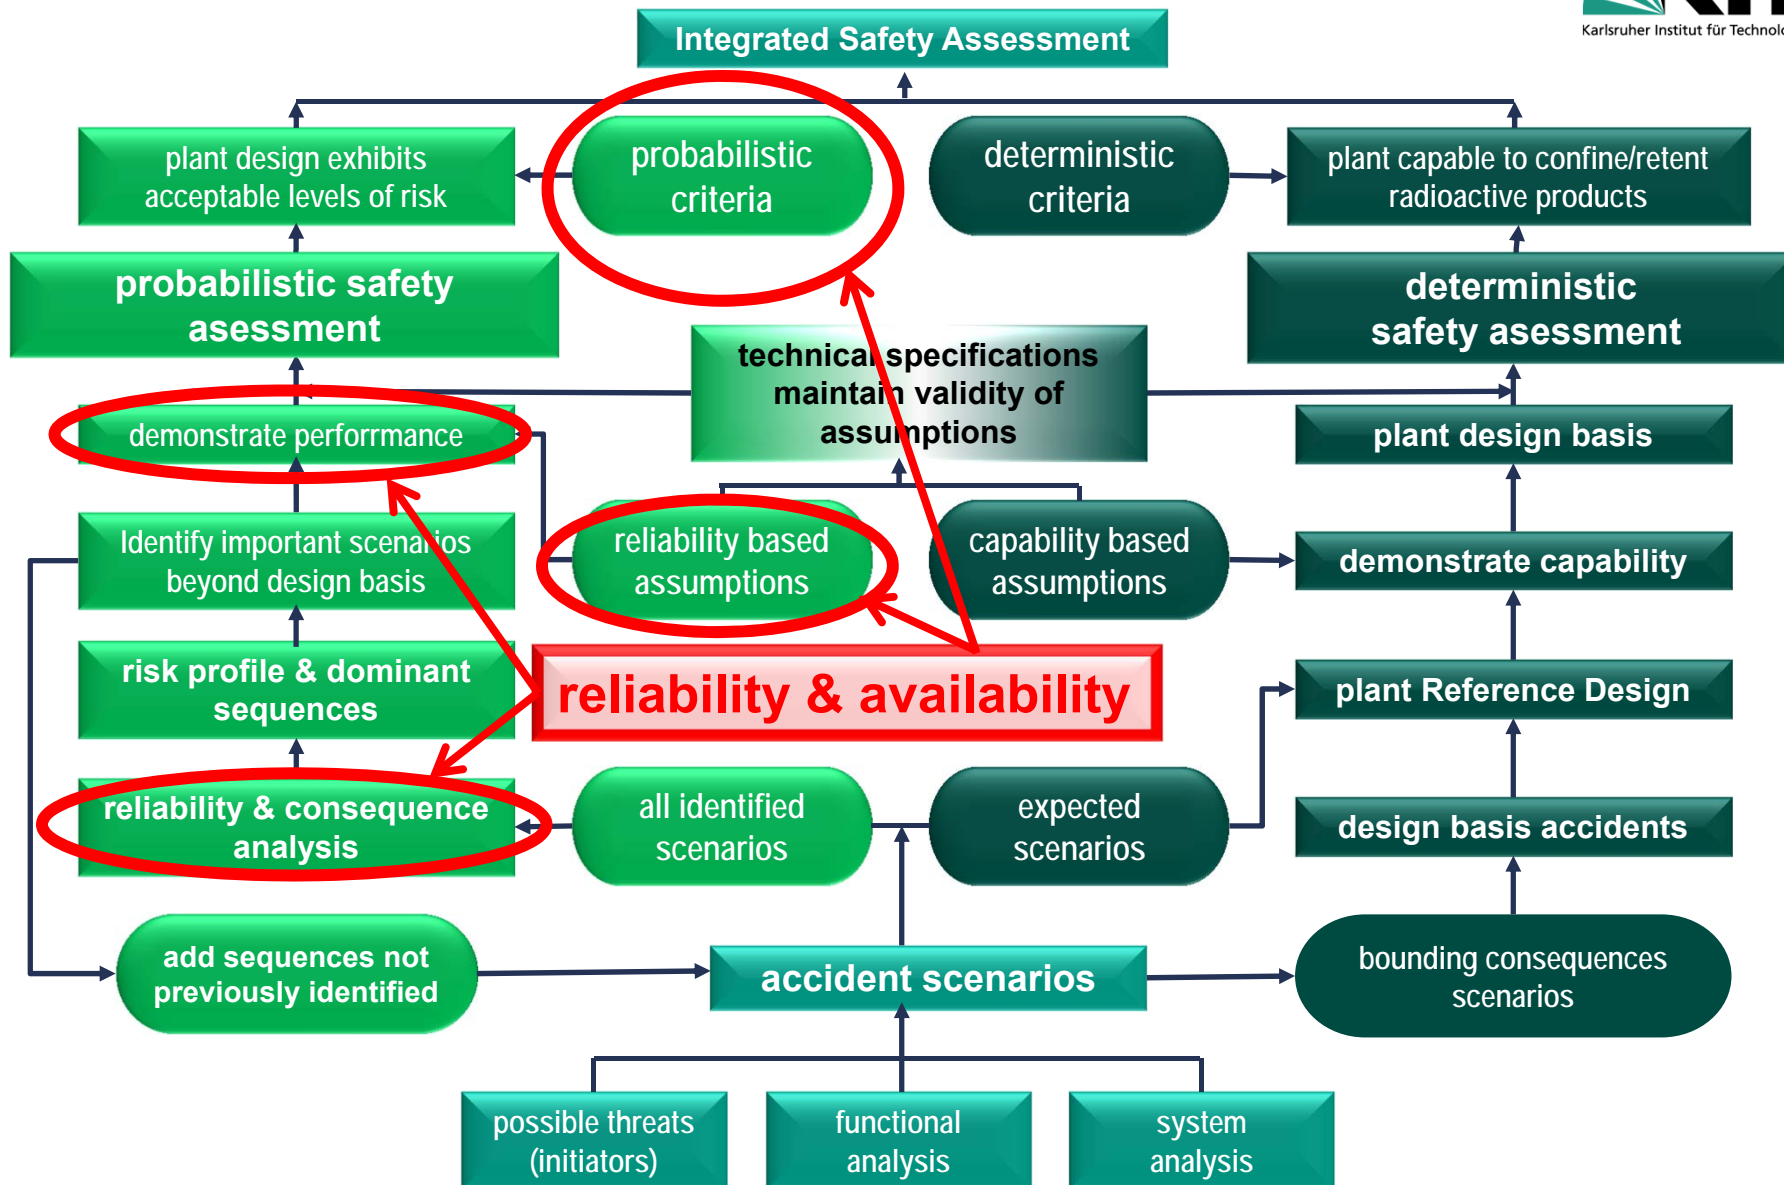 Karlsruher Institut für Technolo
Integrated Safety Assessment
plant design exhibits
acceptable levels of risk
probabilistic
criteria
deterministic
criteria
plant capable to confine/retent
radioactive products
probabilistic safety
asessment
deterministic
safety asessment
technical specifications
maintain validity of
assumptions
demonstrate perforrmance
plant design basis
Identify important scenarios
beyond design basis
reliability based
assumptions
capability based
assumptions
demonstrate capability
risk profile & dominant
sequences
reliability & availability
plant Reference Design
reliability & consequence
analysis
all identified
scenarios
expected
scenarios
design basis accidents
add sequences not
previously identified
accident scenarios
bounding consequences
scenarios
possible threats
(initiators)
functional
analysis
system
analysis